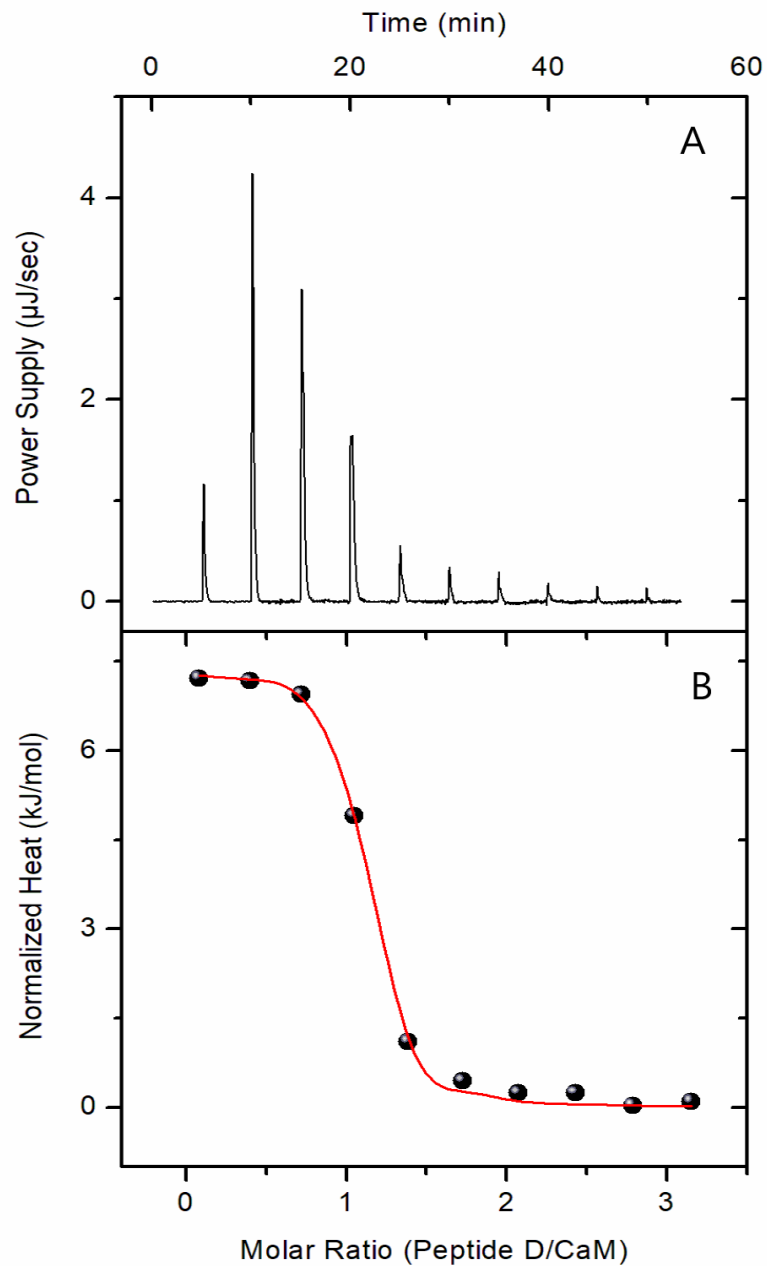 Time (min)
0 20 40 60
A
4
2
0
Power Supply (µJ/sec)
B
6
3
0
Normalized Heat (kJ/mol)
0 1 2 3
Molar Ratio (Peptide D/CaM)